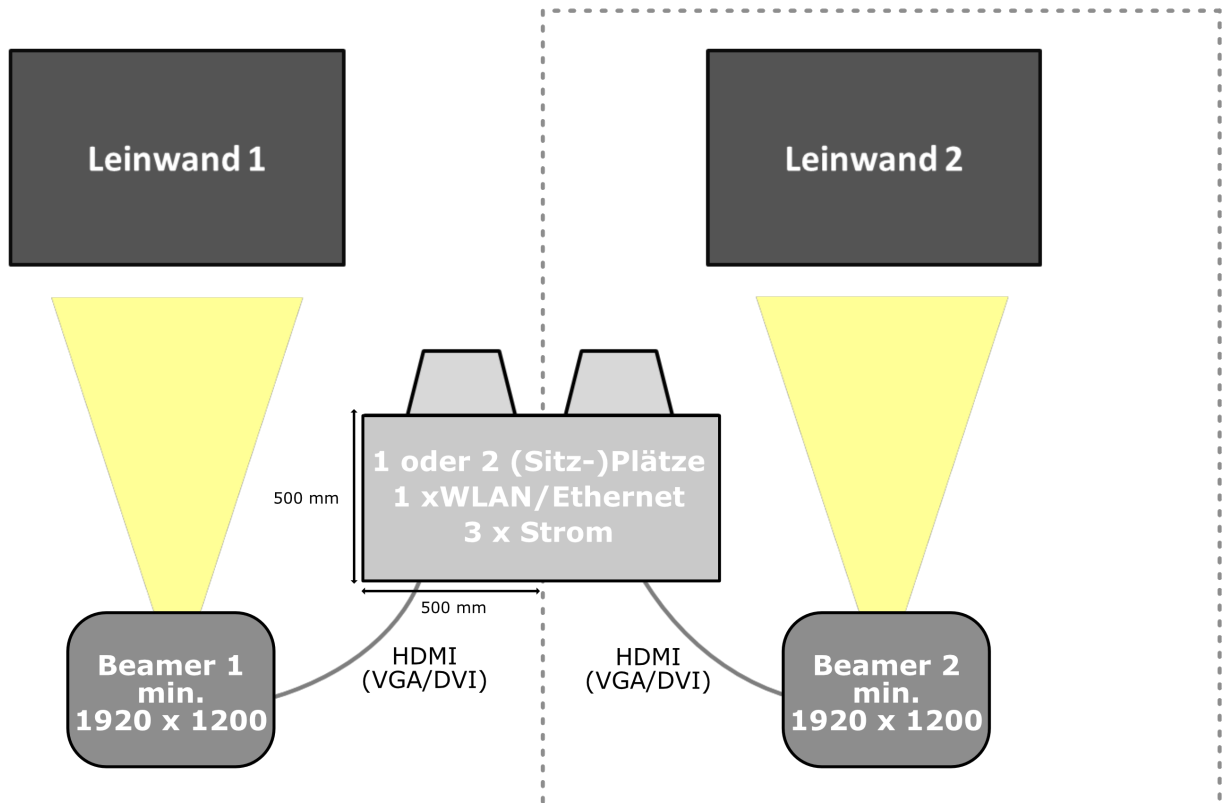 Leinwand 1
Leinwand 2
1 oder 2 (Sitz-)Plätze
1 xWLAN/Ethernet
3 x Strom
500 mm
500 mm
HDMI
(VGA/DVI)
HDMI
(VGA/DVI)
Beamer 1
min.
1920 x 1200
Beamer 2
min.
1920 x 1200